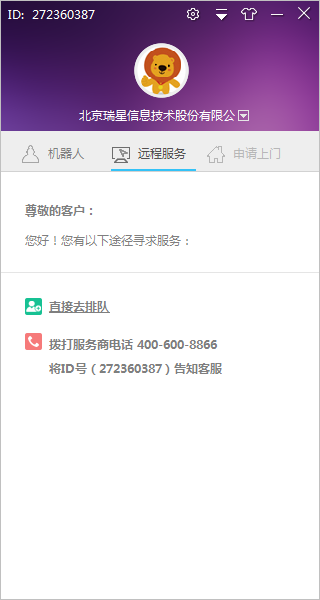 ID: 272360387
北京瑞星信息技术股份有限公
机器人
远程服务
申请上门
尊敬的客户：
您好！您有以下途径寻求服务：
直接去排队
拨打服务商电话 400-600-8866
将ID号（272360387）告知客服